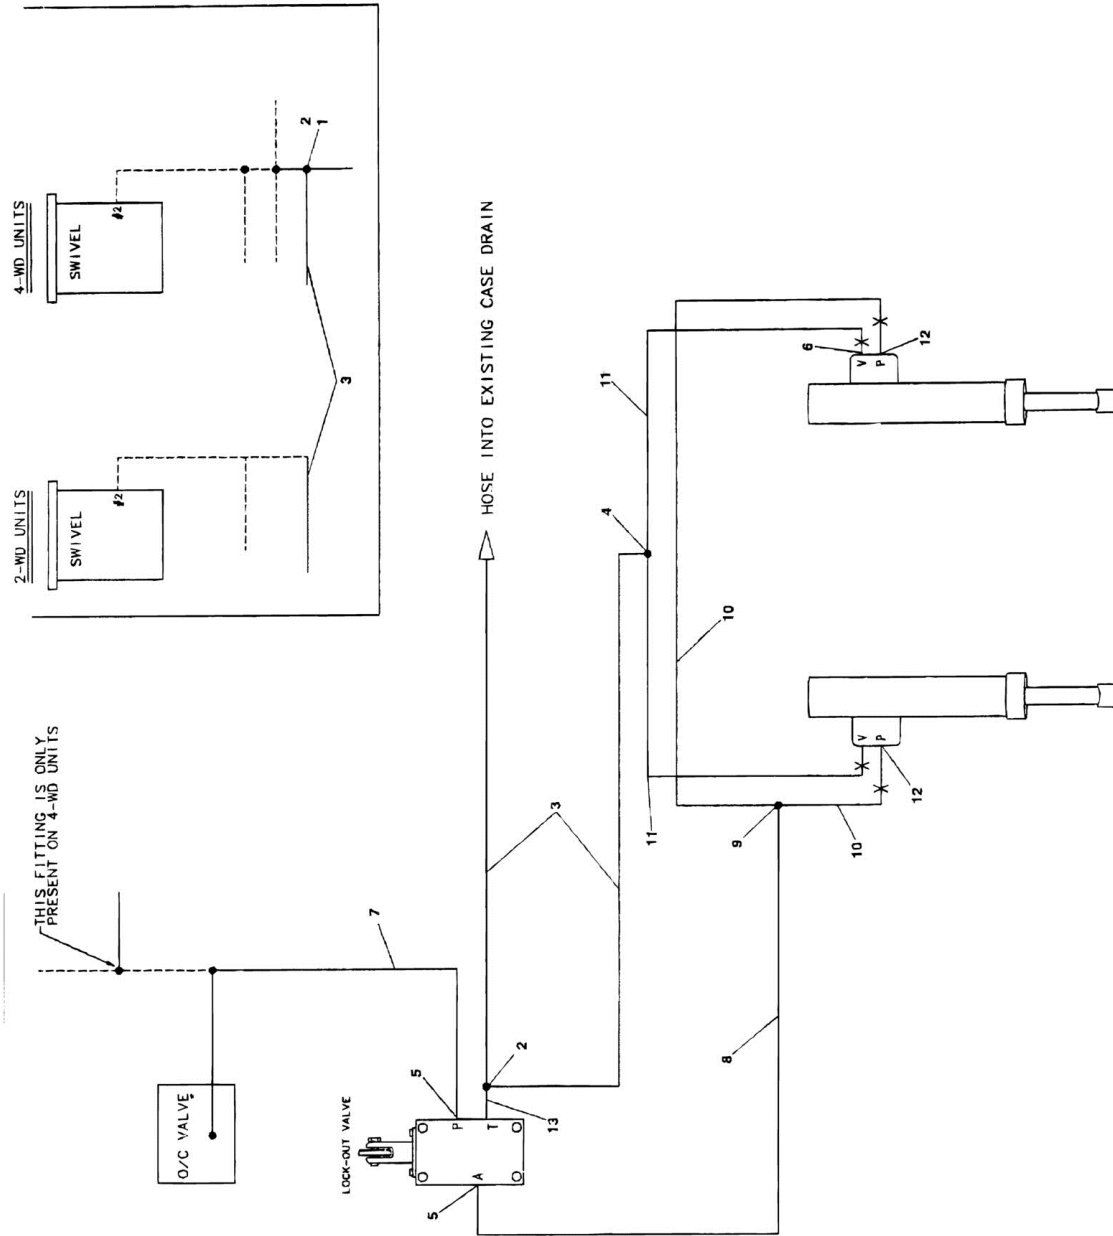 4-WD UNITS
SWIVEL
#2
2
1
3
2-WD UNITS
SWIVEL
#2
HOSE INTO EXISTING CASE DRAIN
THIS FITTING IS ONLY
PRESENT ON 4-WD UNITS
O/C VALVE
7
LOCK-OUT VALVE
5
P
T
A
5
13
2
3
8
4
11
11
10
9
10
6
V
P
12
V
P
12